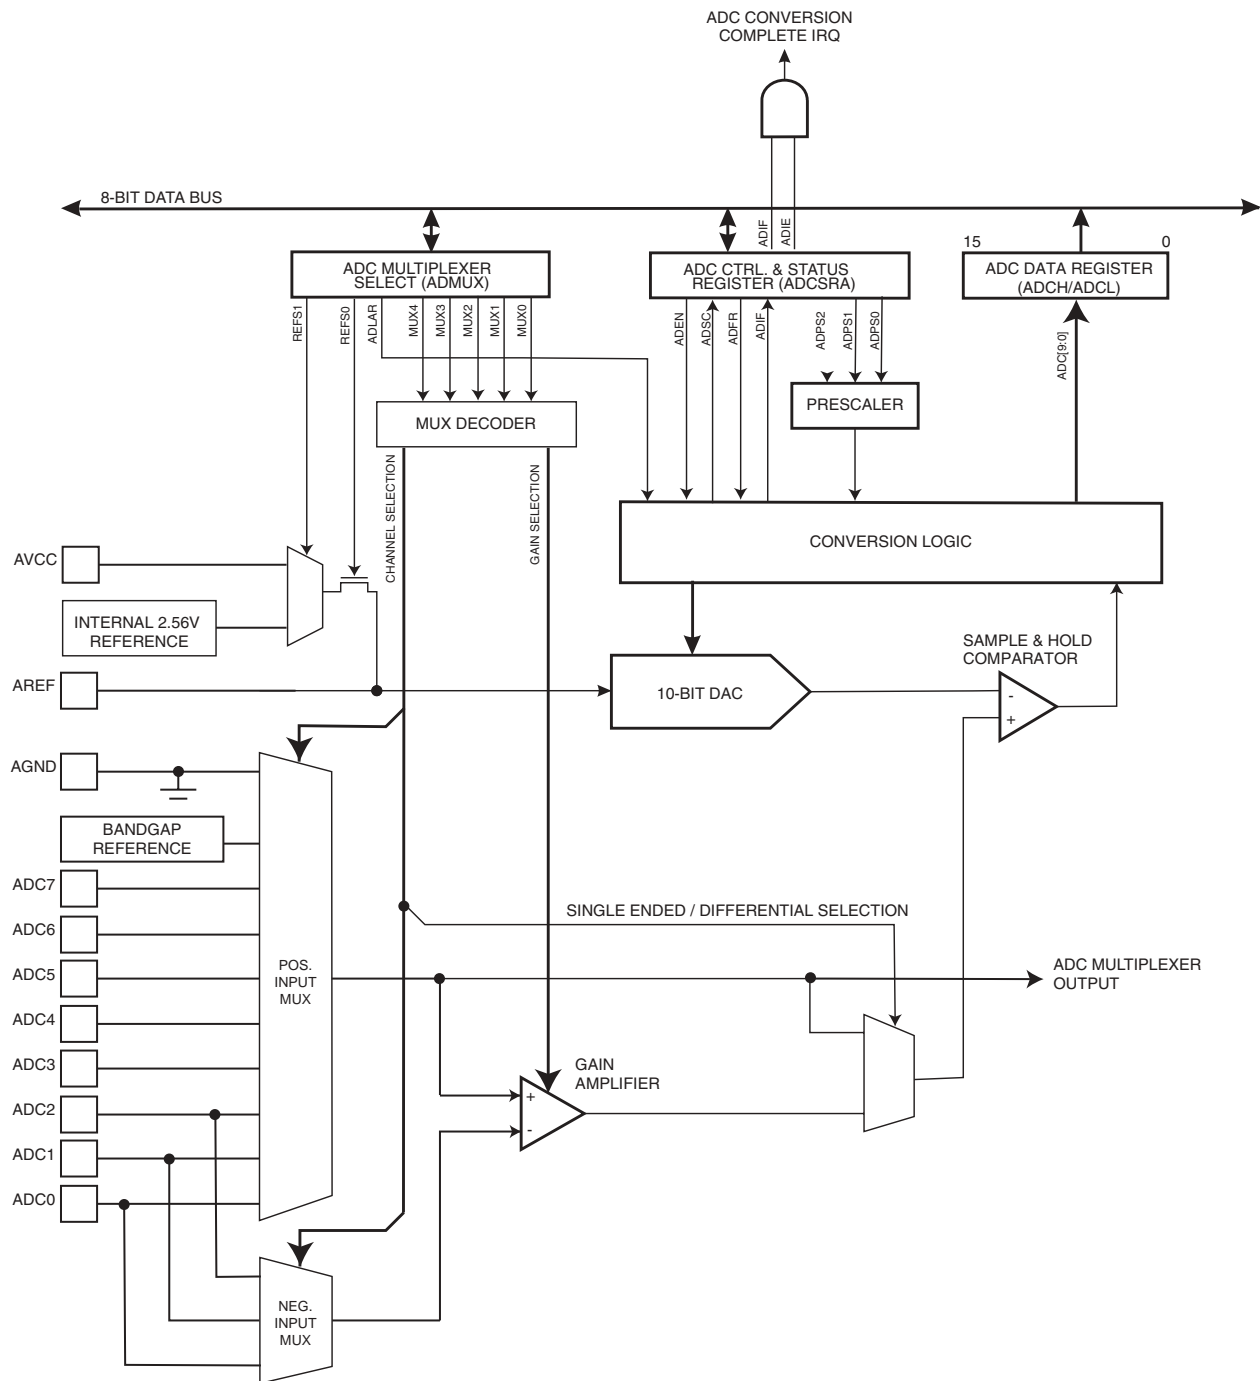 ADC CONVERSION
COMPLETE IRQ
8-BIT DATA BUS
ADIF
ADIE
15
0
ADC MULTIPLEXER
SELECT (ADMUX)
ADC CTRL. & STATUS
REGISTER (ADCSRA)
ADC DATA REGISTER
(ADCH/ADCL)
REFS1
REFS0
ADLAR
MUX4
MUX3
MUX2
MUX1
MUX0
ADEN
ADSC
ADFR
ADIF
ADPS2
ADPS1
ADPS0
ADC[9:0]
PRESCALER
MUX DECODER
CHANNEL SELECTION
GAIN SELECTION
CONVERSION LOGIC
AVCC
INTERNAL 2.56V
REFERENCE
SAMPLE & HOLD
COMPARATOR
AREF
10-BIT DAC
-
+
AGND
BANDGAP
REFERENCE
ADC7
SINGLE ENDED / DIFFERENTIAL SELECTION
ADC6
ADC5
POS.
INPUT
MUX
ADC MULTIPLEXER
OUTPUT
ADC4
ADC3
GAIN
AMPLIFIER
+
-
ADC2
ADC1
ADC0
NEG.
INPUT
MUX